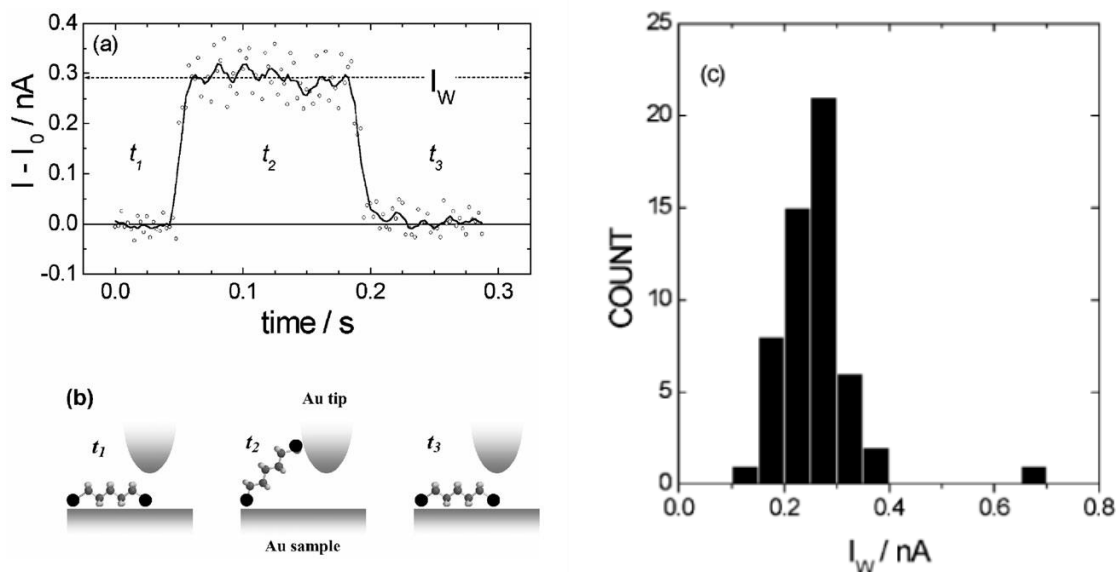 (a)
I - I0 / nA
0.4
0.3
0.2
0.1
0.0
-0.1
IW
t1
t2
t3
0.0
0.1
0.2
0.3
time / s
(b)
Au tip
t1
t2
t3
Au sample
(c)
COUNT
25
20
15
10
5
0
0.0
0.2
0.4
0.6
0.8
IW / nA